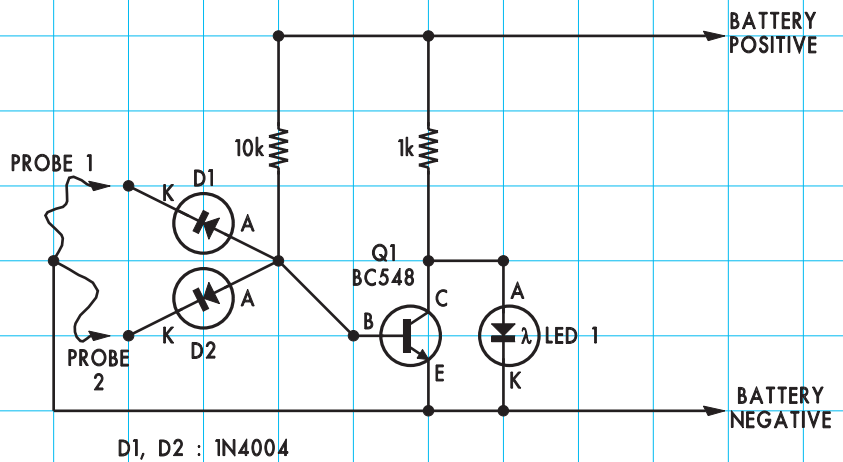 BATTERY
POSITIVE
10k
1k
PROBE 1
D1
K
A
Q1
BC548
C
A
A
B
LED 1
λ
K
D2
PROBE
2
E
K
BATTERY
NEGATIVE
D1, D2 : 1N4004